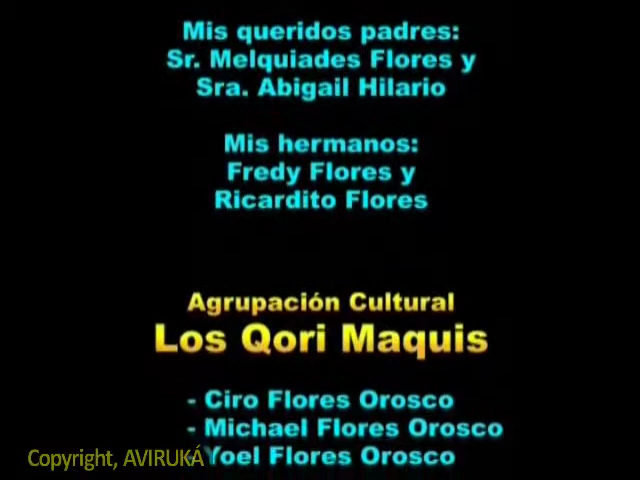 Mis queridos padres:
Sr. Melquiades Flores y
Sra. Abigail Hilario
Mis hermanos:
Fredy Flores y
Ricardito Flores
Agrupación Cultural
Los Qori Maquis
- Ciro Flores Orosco
- Michael Flores Orosco
- Yoel Flores Orosco
Copyright, AVIRUKÁ